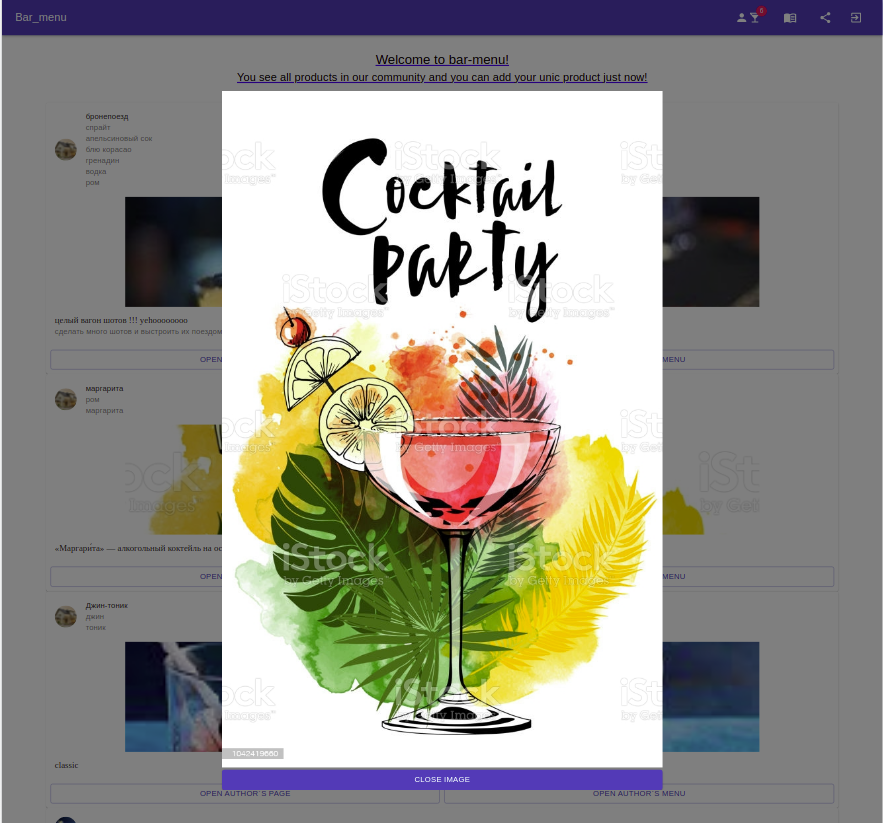 Bar_menu
6
Welcome to bar-menu!
You see all products in our community and you can add your unic product just now!
бронепоезд
спрайт
апельсиновый сок
блю корасао
гренадин
водка
ром
целый вагон шотов !!! yehoooooooo
сделать много шотов и выстроить их поездом
OPEN
MENU
маргарита
ром
маргарита
«Маргари́та» — алкогольный коктейль на ос
OPEN
MENU
Джин-тоник
джин
тоник
classic
OPEN AUTHOR`S PAGE
OPEN AUTHOR`S MENU
Cocktail
party
iStock
by Getty Images™
1042419660
CLOSE IMAGE